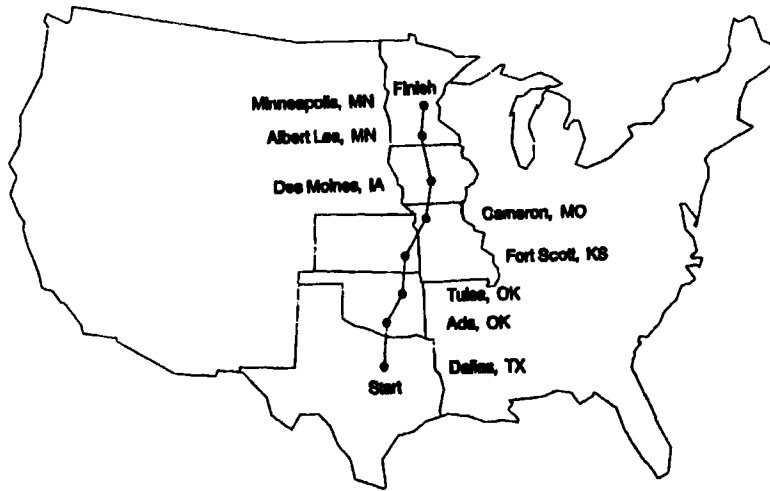 Finish
Minneapolis, MN
Albert Lea, MN
Des Moines, IA
Cameron, MO
Fort Scott, KS
Tulsa, OK
Ada, OK
Dallas, TX
Start